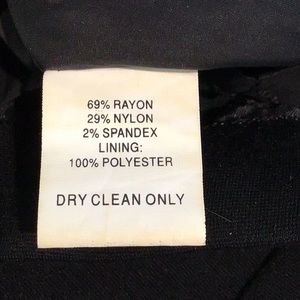 69% RAYON
29% NYLON
2% SPANDEX
LINING:
100% POLYESTER
DRY CLEAN ONLY